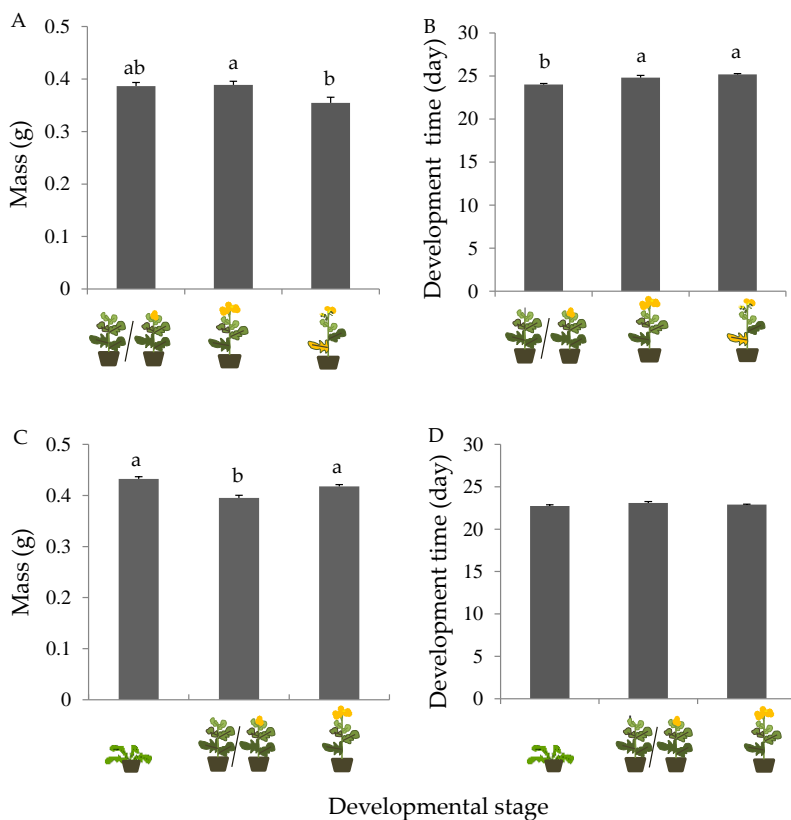 A
Mass (g)
0.5
0.4
0.3
0.2
0.1
0
ab
a
b
B
Development time (day)
30
25
20
15
10
5
0
b
a
a
C
Mass (g)
0.5
0.4
0.3
0.2
0.1
0
a
b
a
D
Development time (day)
30
25
20
15
10
5
0
Developmental stage